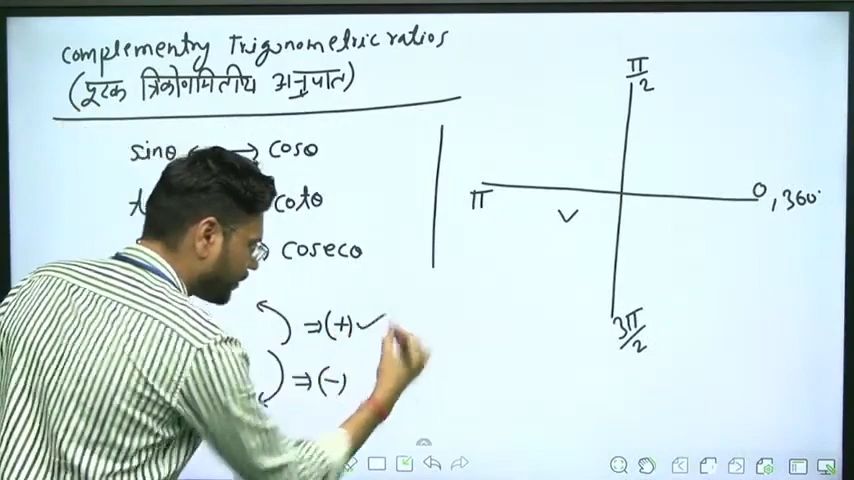 complementry Trigonometric ratios
(पूरक त्रिकोणमितीय अनुपात)
sinθ ↔ cosθ
t cotθ
cosecθ
⇒(+)✓
⇒(-)
π/2
π
0, 360°
3π/2